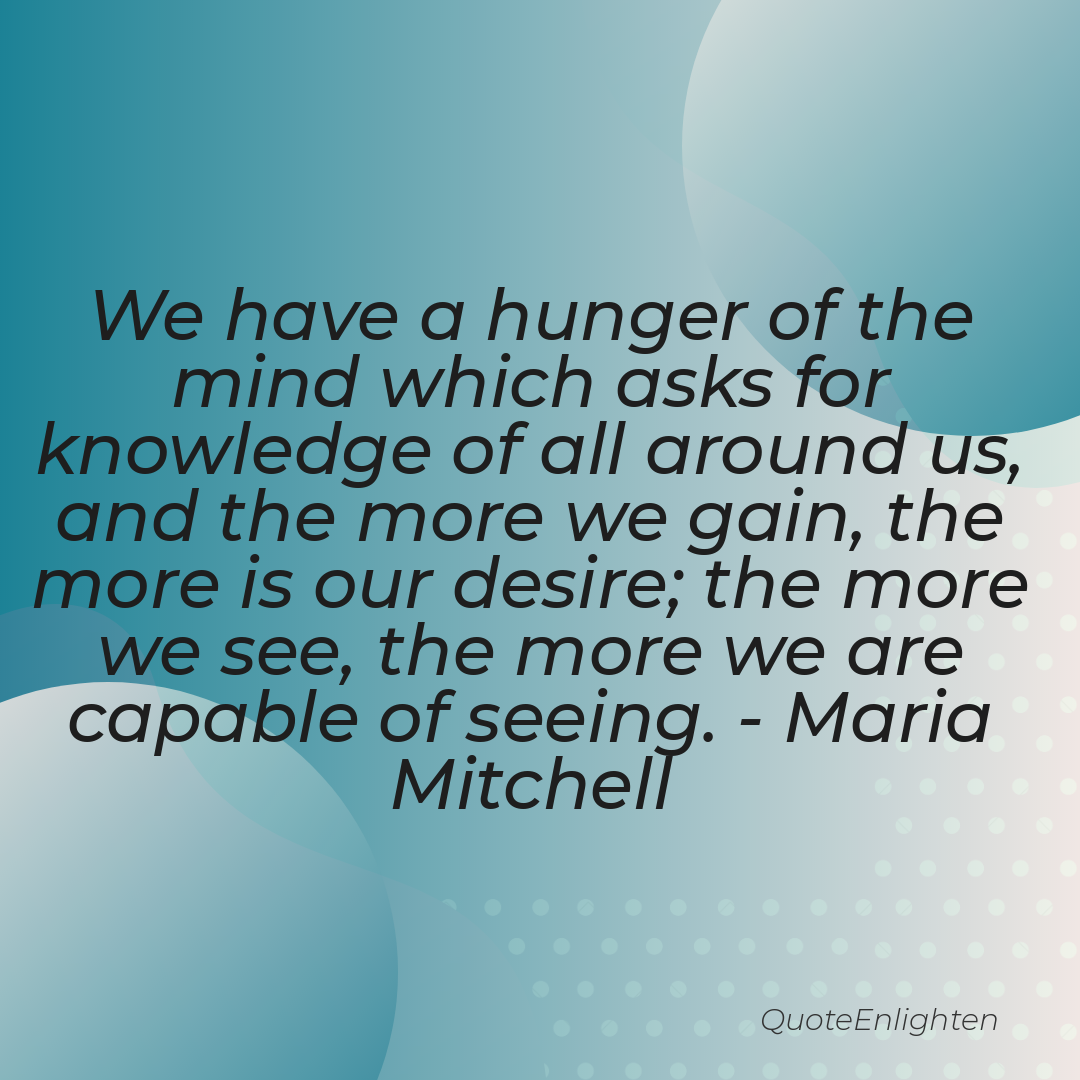 We have a hunger of the
mind which asks for
knowledge of all around us,
and the more we gain, the
more is our desire; the more
we see, the more we are
capable of seeing. - Maria
Mitchell
QuoteEnlighten